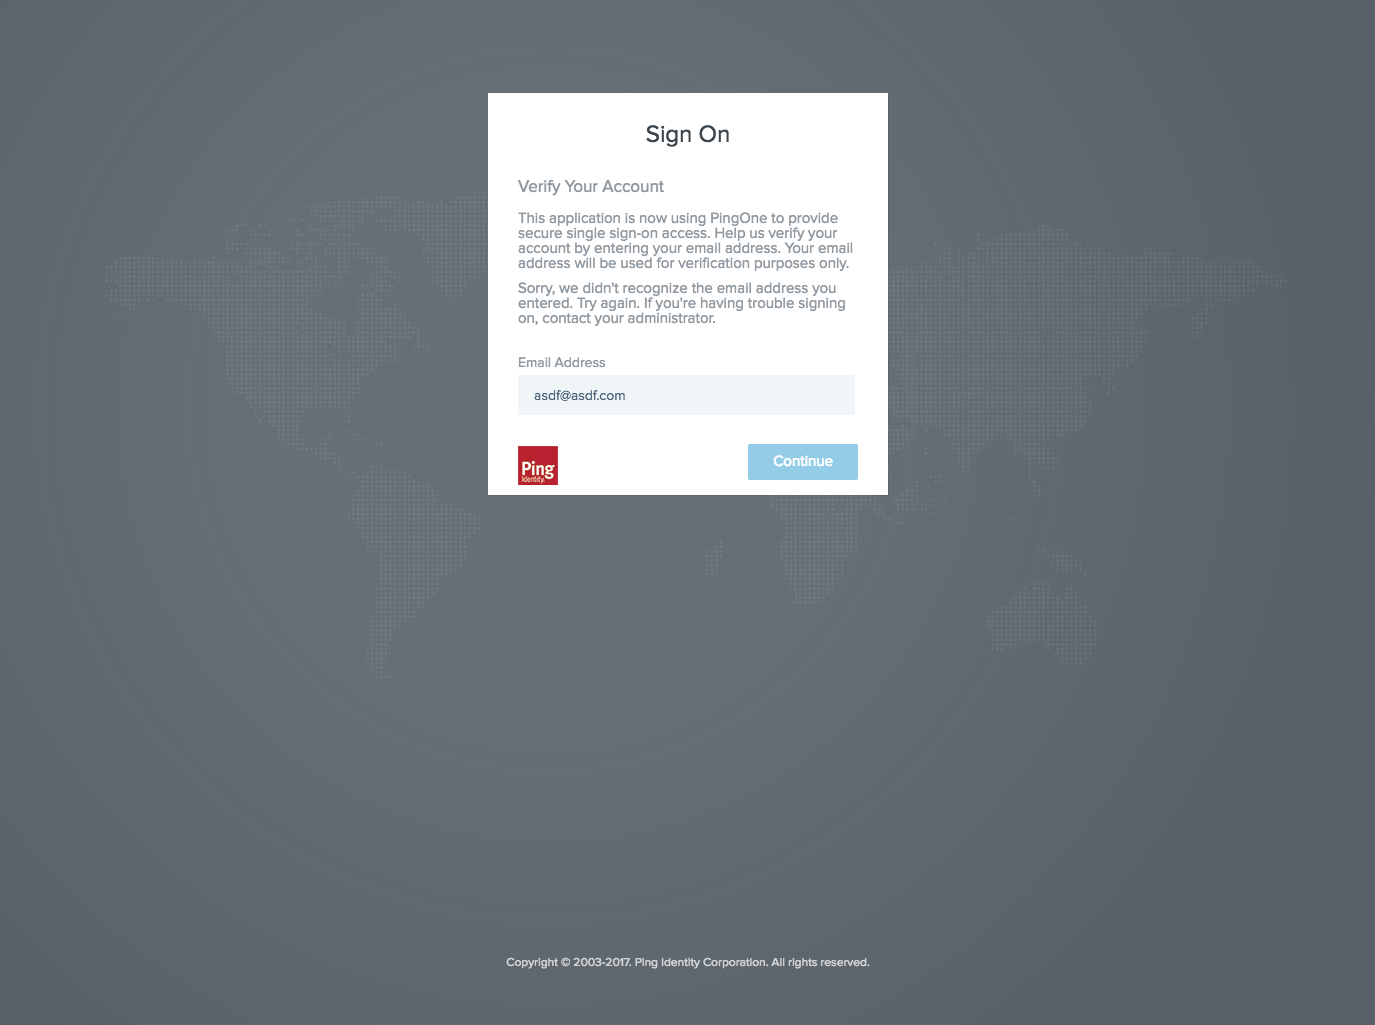 Sign On
Verify Your Account
This application is now using PingOne to provide
secure single sign-on access. Help us verify your
account by entering your email address. Your email
address will be used for verification purposes only.
Sorry, we didn't recognize the email address you
entered. Try again. If you're having trouble signing
on, contact your administrator.
Email Address
asdf@asdf.com
Ping
Identity.
Continue
Copyright © 2003-2017. Ping Identity Corporation. All rights reserved.